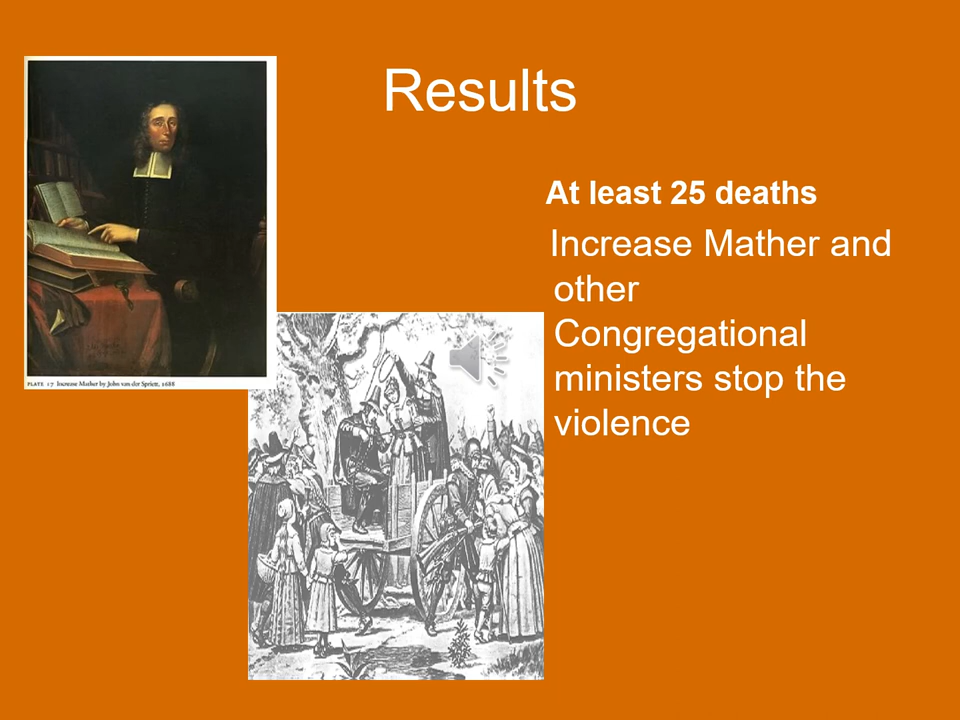 Results
At least 25 deaths
Increase Mather and
other
Congregational
ministers stop the
violence
PLATE 17 Increase Mather by John van der Spriett, 1688